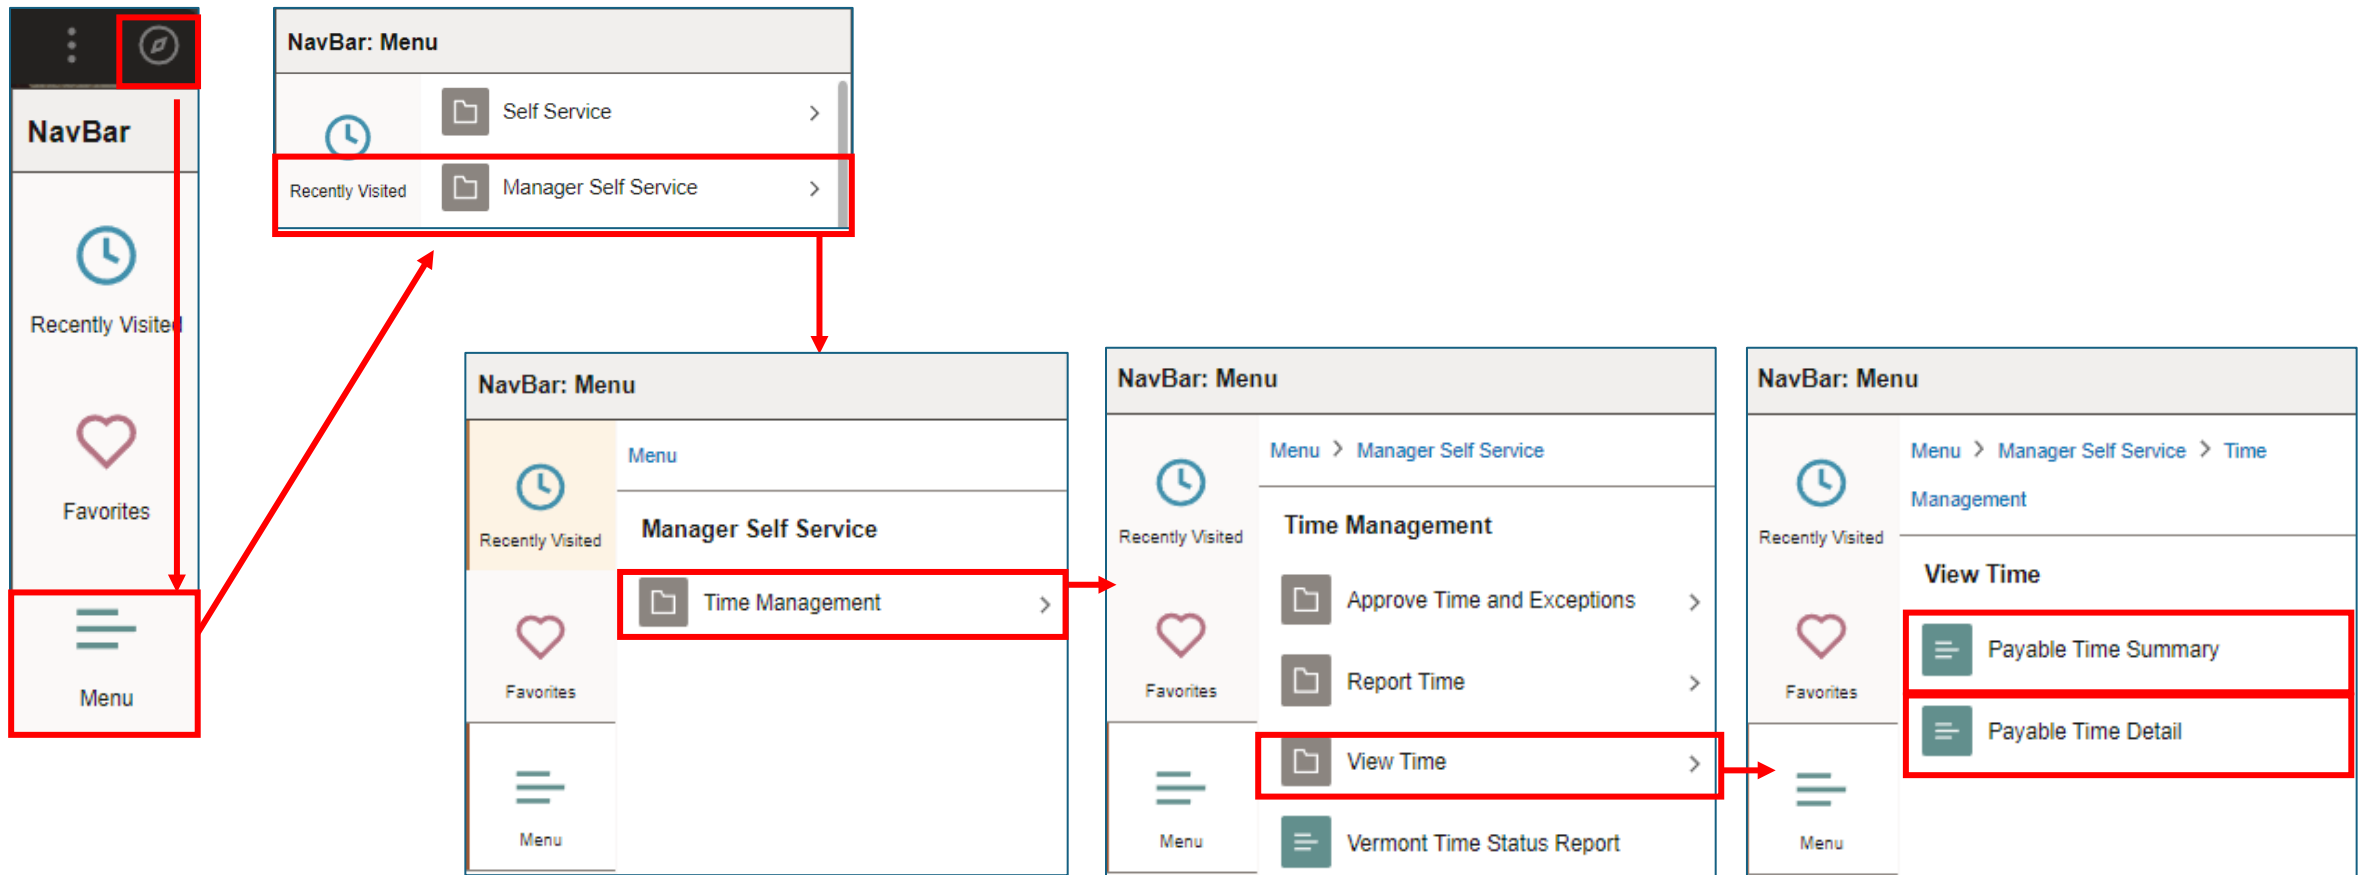 NavBar
Recently Visited
Favorites
Menu
NavBar: Menu
Self Service
Recently Visited
Manager Self Service
NavBar: Menu
Recently Visited
Favorites
Menu
Menu
Manager Self Service
Time Management
NavBar: Menu
Recently Visited
Favorites
Menu
Menu > Manager Self Service
Time Management
Approve Time and Exceptions
Report Time
View Time
Vermont Time Status Report
NavBar: Menu
Recently Visited
Favorites
Menu
Menu > Manager Self Service > Time
Management
View Time
Payable Time Summary
Payable Time Detail